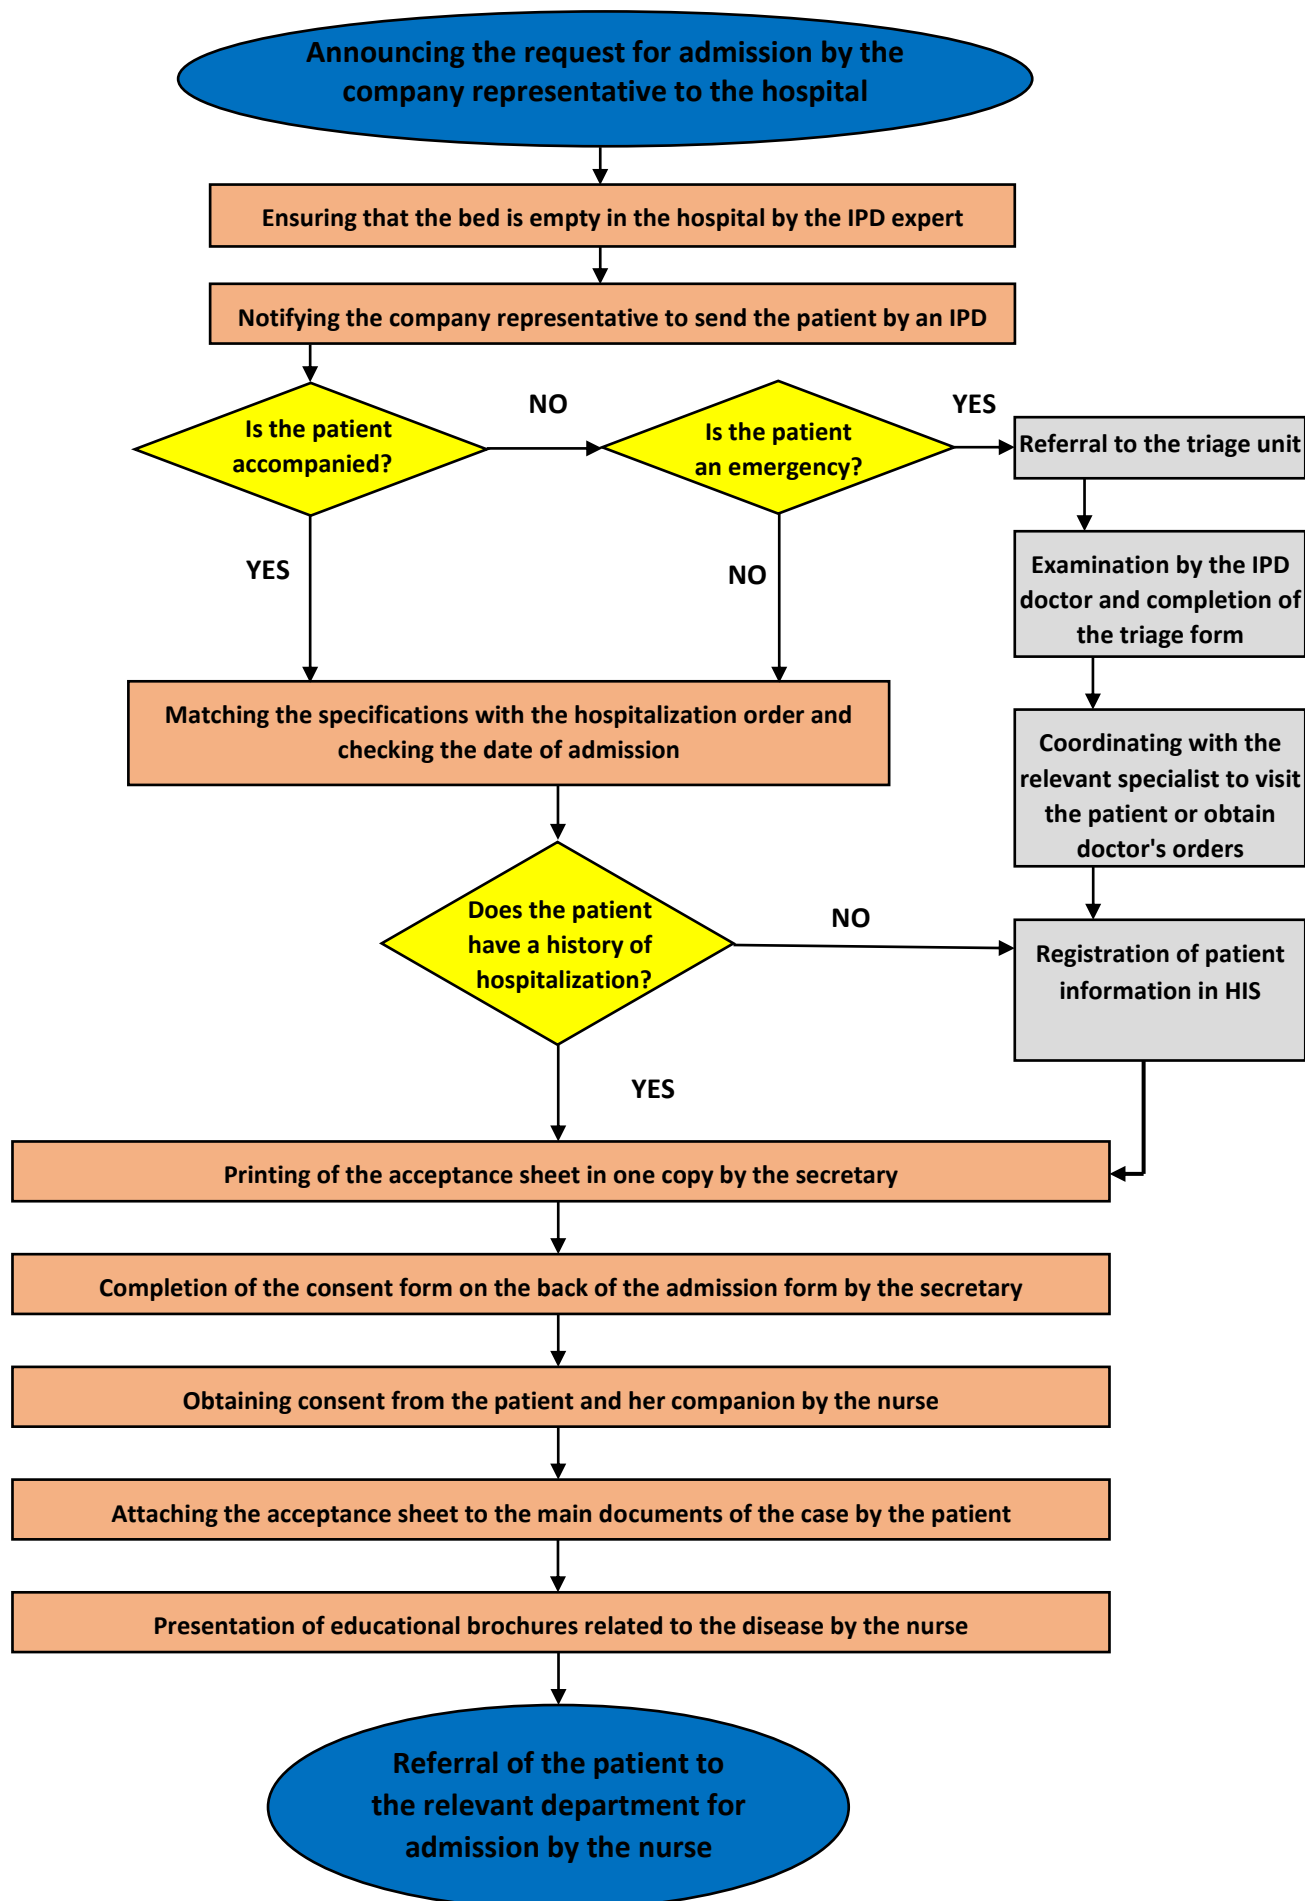 Announcing the request for admission by the
company representative to the hospital
Ensuring that the bed is empty in the hospital by the IPD expert
Notifying the company representative to send the patient by an IPD
Is the patient
accompanied?
NO
Is the patient
an emergency?
YES
Referral to the triage unit
YES
NO
Examination by the IPD
doctor and completion of
the triage form
Matching the specifications with the hospitalization order and
checking the date of admission
Coordinating with the
relevant specialist to visit
the patient or obtain
doctor's orders
Does the patient
have a history of
hospitalization?
NO
Registration of patient
information in HIS
YES
Printing of the acceptance sheet in one copy by the secretary
Completion of the consent form on the back of the admission form by the secretary
Obtaining consent from the patient and her companion by the nurse
Attaching the acceptance sheet to the main documents of the case by the patient
Presentation of educational brochures related to the disease by the nurse
Referral of the patient to
the relevant department for
admission by the nurse